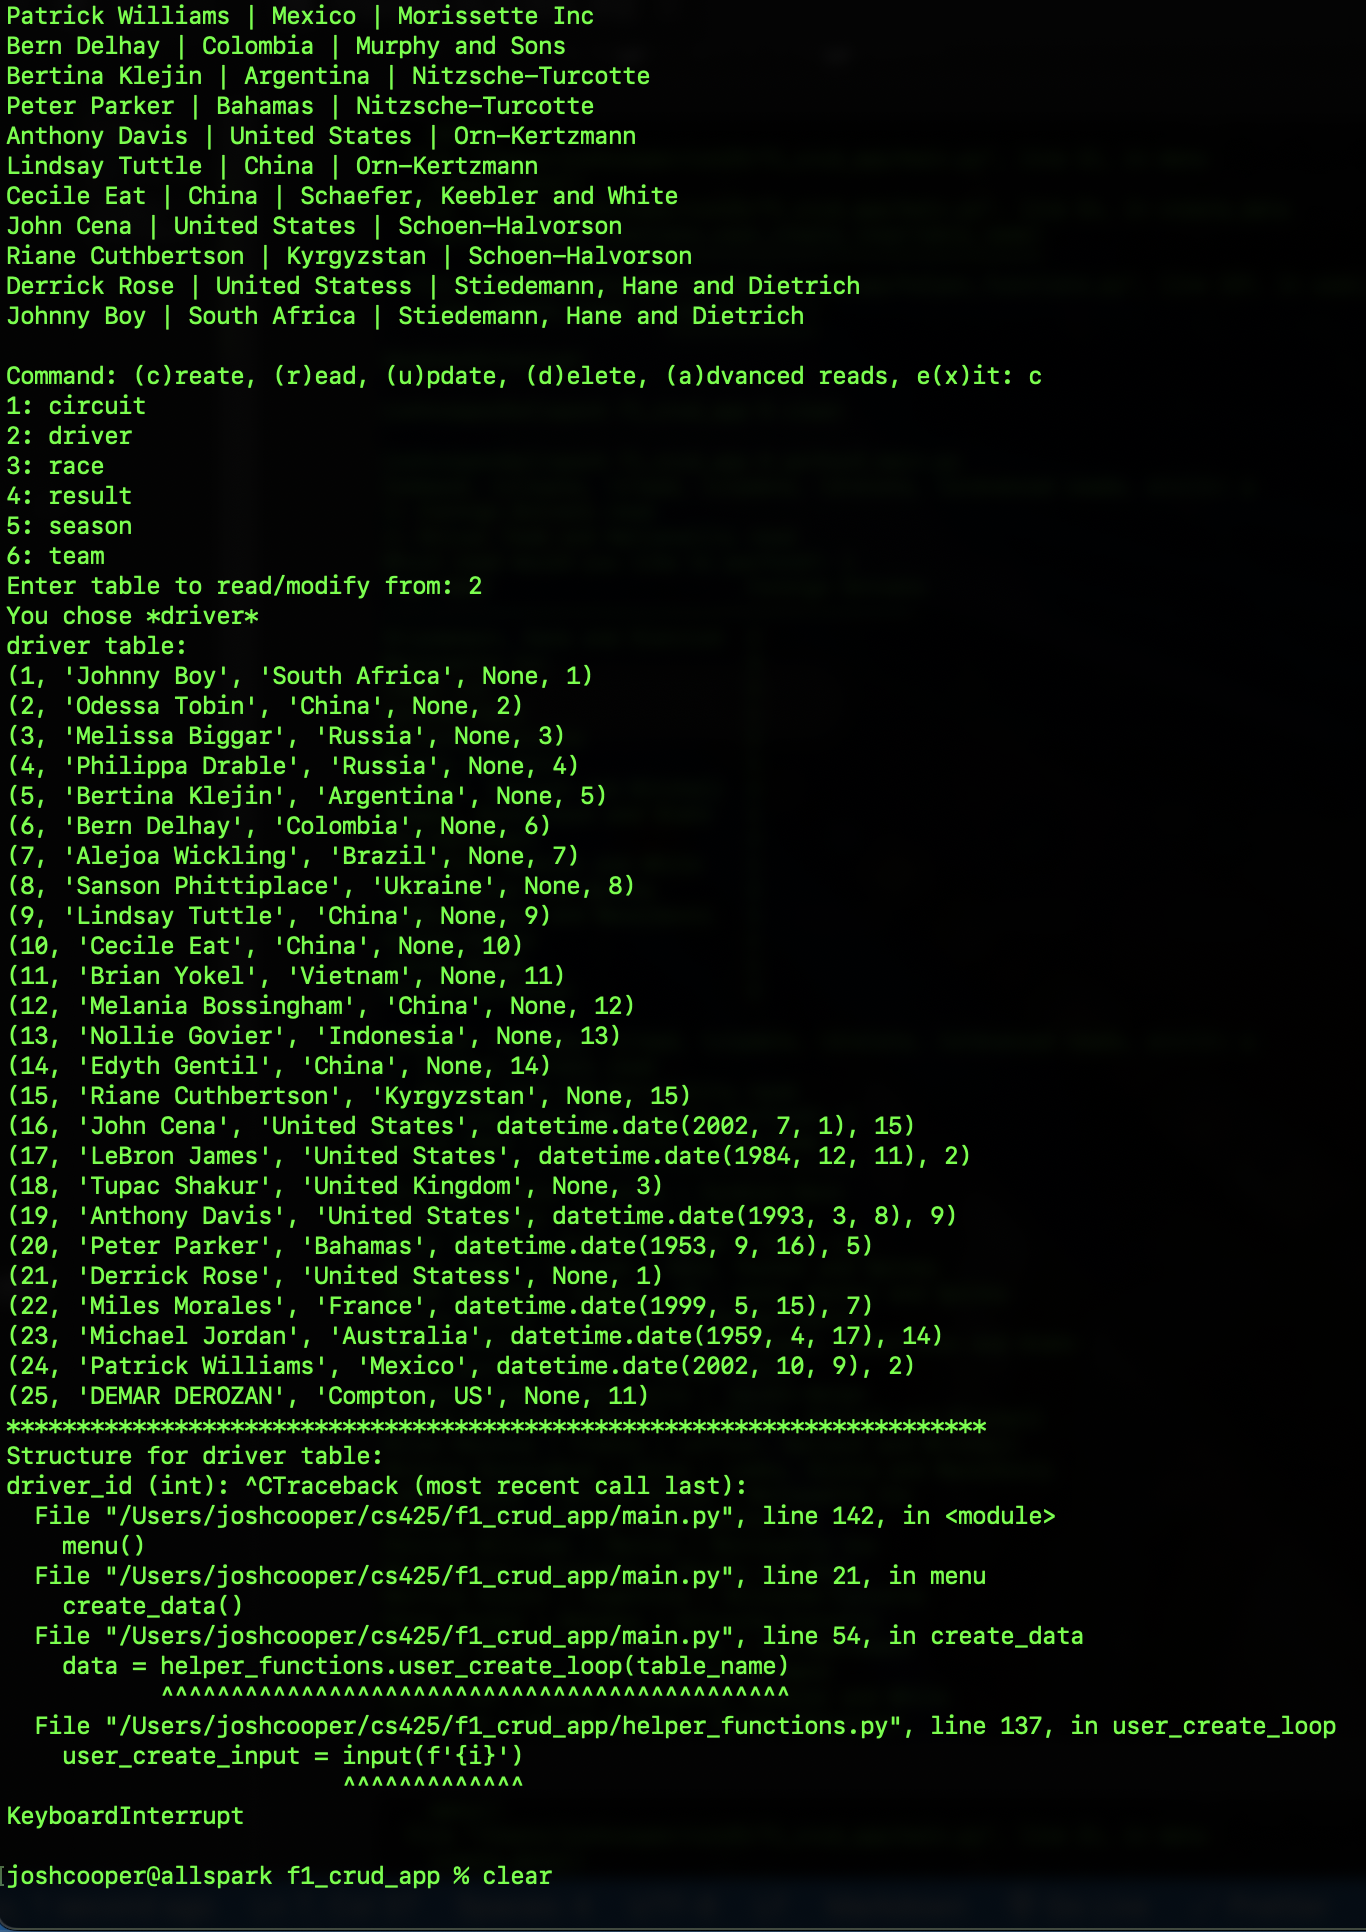 Patrick Williams | Mexico | Morissette Inc
Bern Delhay | Colombia | Murphy and Sons
Bertina Klejin | Argentina | Nitzsche-Turcotte
Peter Parker | Bahamas | Nitzsche-Turcotte
Anthony Davis | United States | Orn-Kertzmann
Lindsay Tuttle | China | Orn-Kertzmann
Cecile Eat | China | Schaefer, Keebler and White
John Cena | United States | Schoen-Halvorson
Riane Cuthbertson | Kyrgyzstan | Schoen-Halvorson
Derrick Rose | United Statess | Stiedemann, Hane and Dietrich
Johnny Boy | South Africa | Stiedemann, Hane and Dietrich

Command: (c)reate, (r)ead, (u)pdate, (d)elete, (a)dvanced reads, e(x)it: c
1: circuit
2: driver
3: race
4: result
5: season
6: team
Enter table to read/modify from: 2
You chose *driver*
driver table:
(1, 'Johnny Boy', 'South Africa', None, 1)
(2, 'Odessa Tobin', 'China', None, 2)
(3, 'Melissa Biggar', 'Russia', None, 3)
(4, 'Philippa Drable', 'Russia', None, 4)
(5, 'Bertina Klejin', 'Argentina', None, 5)
(6, 'Bern Delhay', 'Colombia', None, 6)
(7, 'Alejoa Wickling', 'Brazil', None, 7)
(8, 'Sanson Phittiplace', 'Ukraine', None, 8)
(9, 'Lindsay Tuttle', 'China', None, 9)
(10, 'Cecile Eat', 'China', None, 10)
(11, 'Brian Yokel', 'Vietnam', None, 11)
(12, 'Melania Bossingham', 'China', None, 12)
(13, 'Nollie Govier', 'Indonesia', None, 13)
(14, 'Edyth Gentil', 'China', None, 14)
(15, 'Riane Cuthbertson', 'Kyrgyzstan', None, 15)
(16, 'John Cena', 'United States', datetime.date(2002, 7, 1), 15)
(17, 'LeBron James', 'United States', datetime.date(1984, 12, 11), 2)
(18, 'Tupac Shakur', 'United Kingdom', None, 3)
(19, 'Anthony Davis', 'United States', datetime.date(1993, 3, 8), 9)
(20, 'Peter Parker', 'Bahamas', datetime.date(1953, 9, 16), 5)
(21, 'Derrick Rose', 'United Statess', None, 1)
(22, 'Miles Morales', 'France', datetime.date(1999, 5, 15), 7)
(23, 'Michael Jordan', 'Australia', datetime.date(1959, 4, 17), 14)
(24, 'Patrick Williams', 'Mexico', datetime.date(2002, 10, 9), 2)
(25, 'DEMAR DEROZAN', 'Compton, US', None, 11)
**********************************************************************
Structure for driver table:
driver_id (int): ^CTraceback (most recent call last):
  File "/Users/joshcooper/cs425/f1_crud_app/main.py", line 142, in <module>
    menu()
  File "/Users/joshcooper/cs425/f1_crud_app/main.py", line 21, in menu
    create_data()
  File "/Users/joshcooper/cs425/f1_crud_app/main.py", line 54, in create_data
    data = helper_functions.user_create_loop(table_name)
           ^^^^^^^^^^^^^^^^^^^^^^^^^^^^^^^^^^^^^^^^^^^^^
  File "/Users/joshcooper/cs425/f1_crud_app/helper_functions.py", line 137, in user_create_loop
    user_create_input = input(f'{i}')
                        ^^^^^^^^^^^^^
KeyboardInterrupt

joshcooper@allspark f1_crud_app % clear